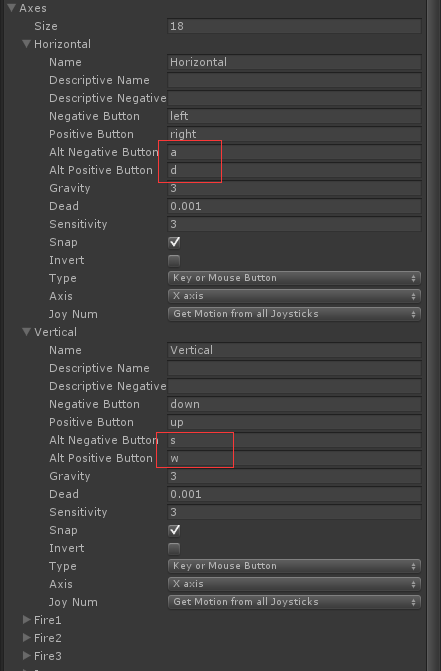 Axes
Size 18
Horizontal
Name Horizontal
Descriptive Name
Descriptive Negative
Negative Button left
Positive Button right
Alt Negative Button a
Alt Positive Button d
Gravity 3
Dead 0.001
Sensitivity 3
Snap
Invert
Type Key or Mouse Button
Axis X axis
Joy Num Get Motion from all Joysticks
Vertical
Name Vertical
Descriptive Name
Descriptive Negative
Negative Button down
Positive Button up
Alt Negative Button s
Alt Positive Button w
Gravity 3
Dead 0.001
Sensitivity 3
Snap
Invert
Type Key or Mouse Button
Axis X axis
Joy Num Get Motion from all Joysticks
Fire1
Fire2
Fire3